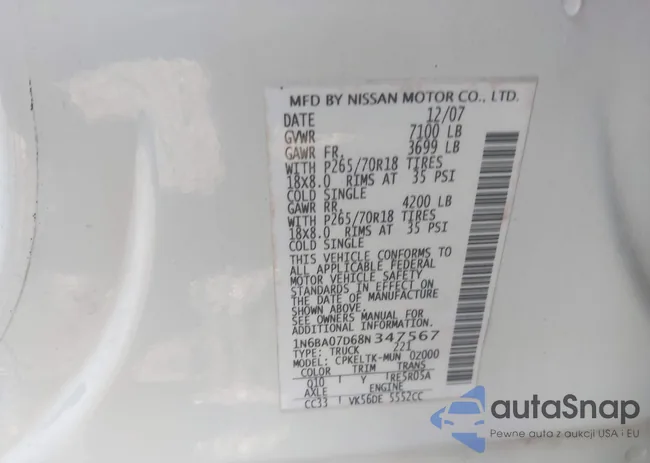 MFD BY NISSAN MOTOR CO., LTD.
DATE 12/07
GVWR 7100 LB
GAWR FR. 3699 LB
WITH P265/70R18 TIRES
18X8.0 RIMS AT 35 PSI
COLD SINGLE
GAWR RR. 4200 LB
WITH P265/70R18 TIRES
18X8.0 RIMS AT 35 PSI
COLD SINGLE
THIS VEHICLE CONFORMS TO
ALL APPLICABLE FEDERAL
MOTOR VEHICLE SAFETY
STANDARDS IN EFFECT ON
THE DATE OF MANUFACTURE
SHOWN ABOVE.
SEE OWNERS MANUAL FOR
ADDITIONAL INFORMATION.
1N6BA07D68N347567
TYPE: TRUCK 221
MODEL: CPKELTK-MUN 02000
COLOR TRIM TRANS
Q10 Y RE5R05A
AXLE ENGINE
CC33 VK56DE 5552CC
autaSnap
Pewne auta z aukcji USA i EU